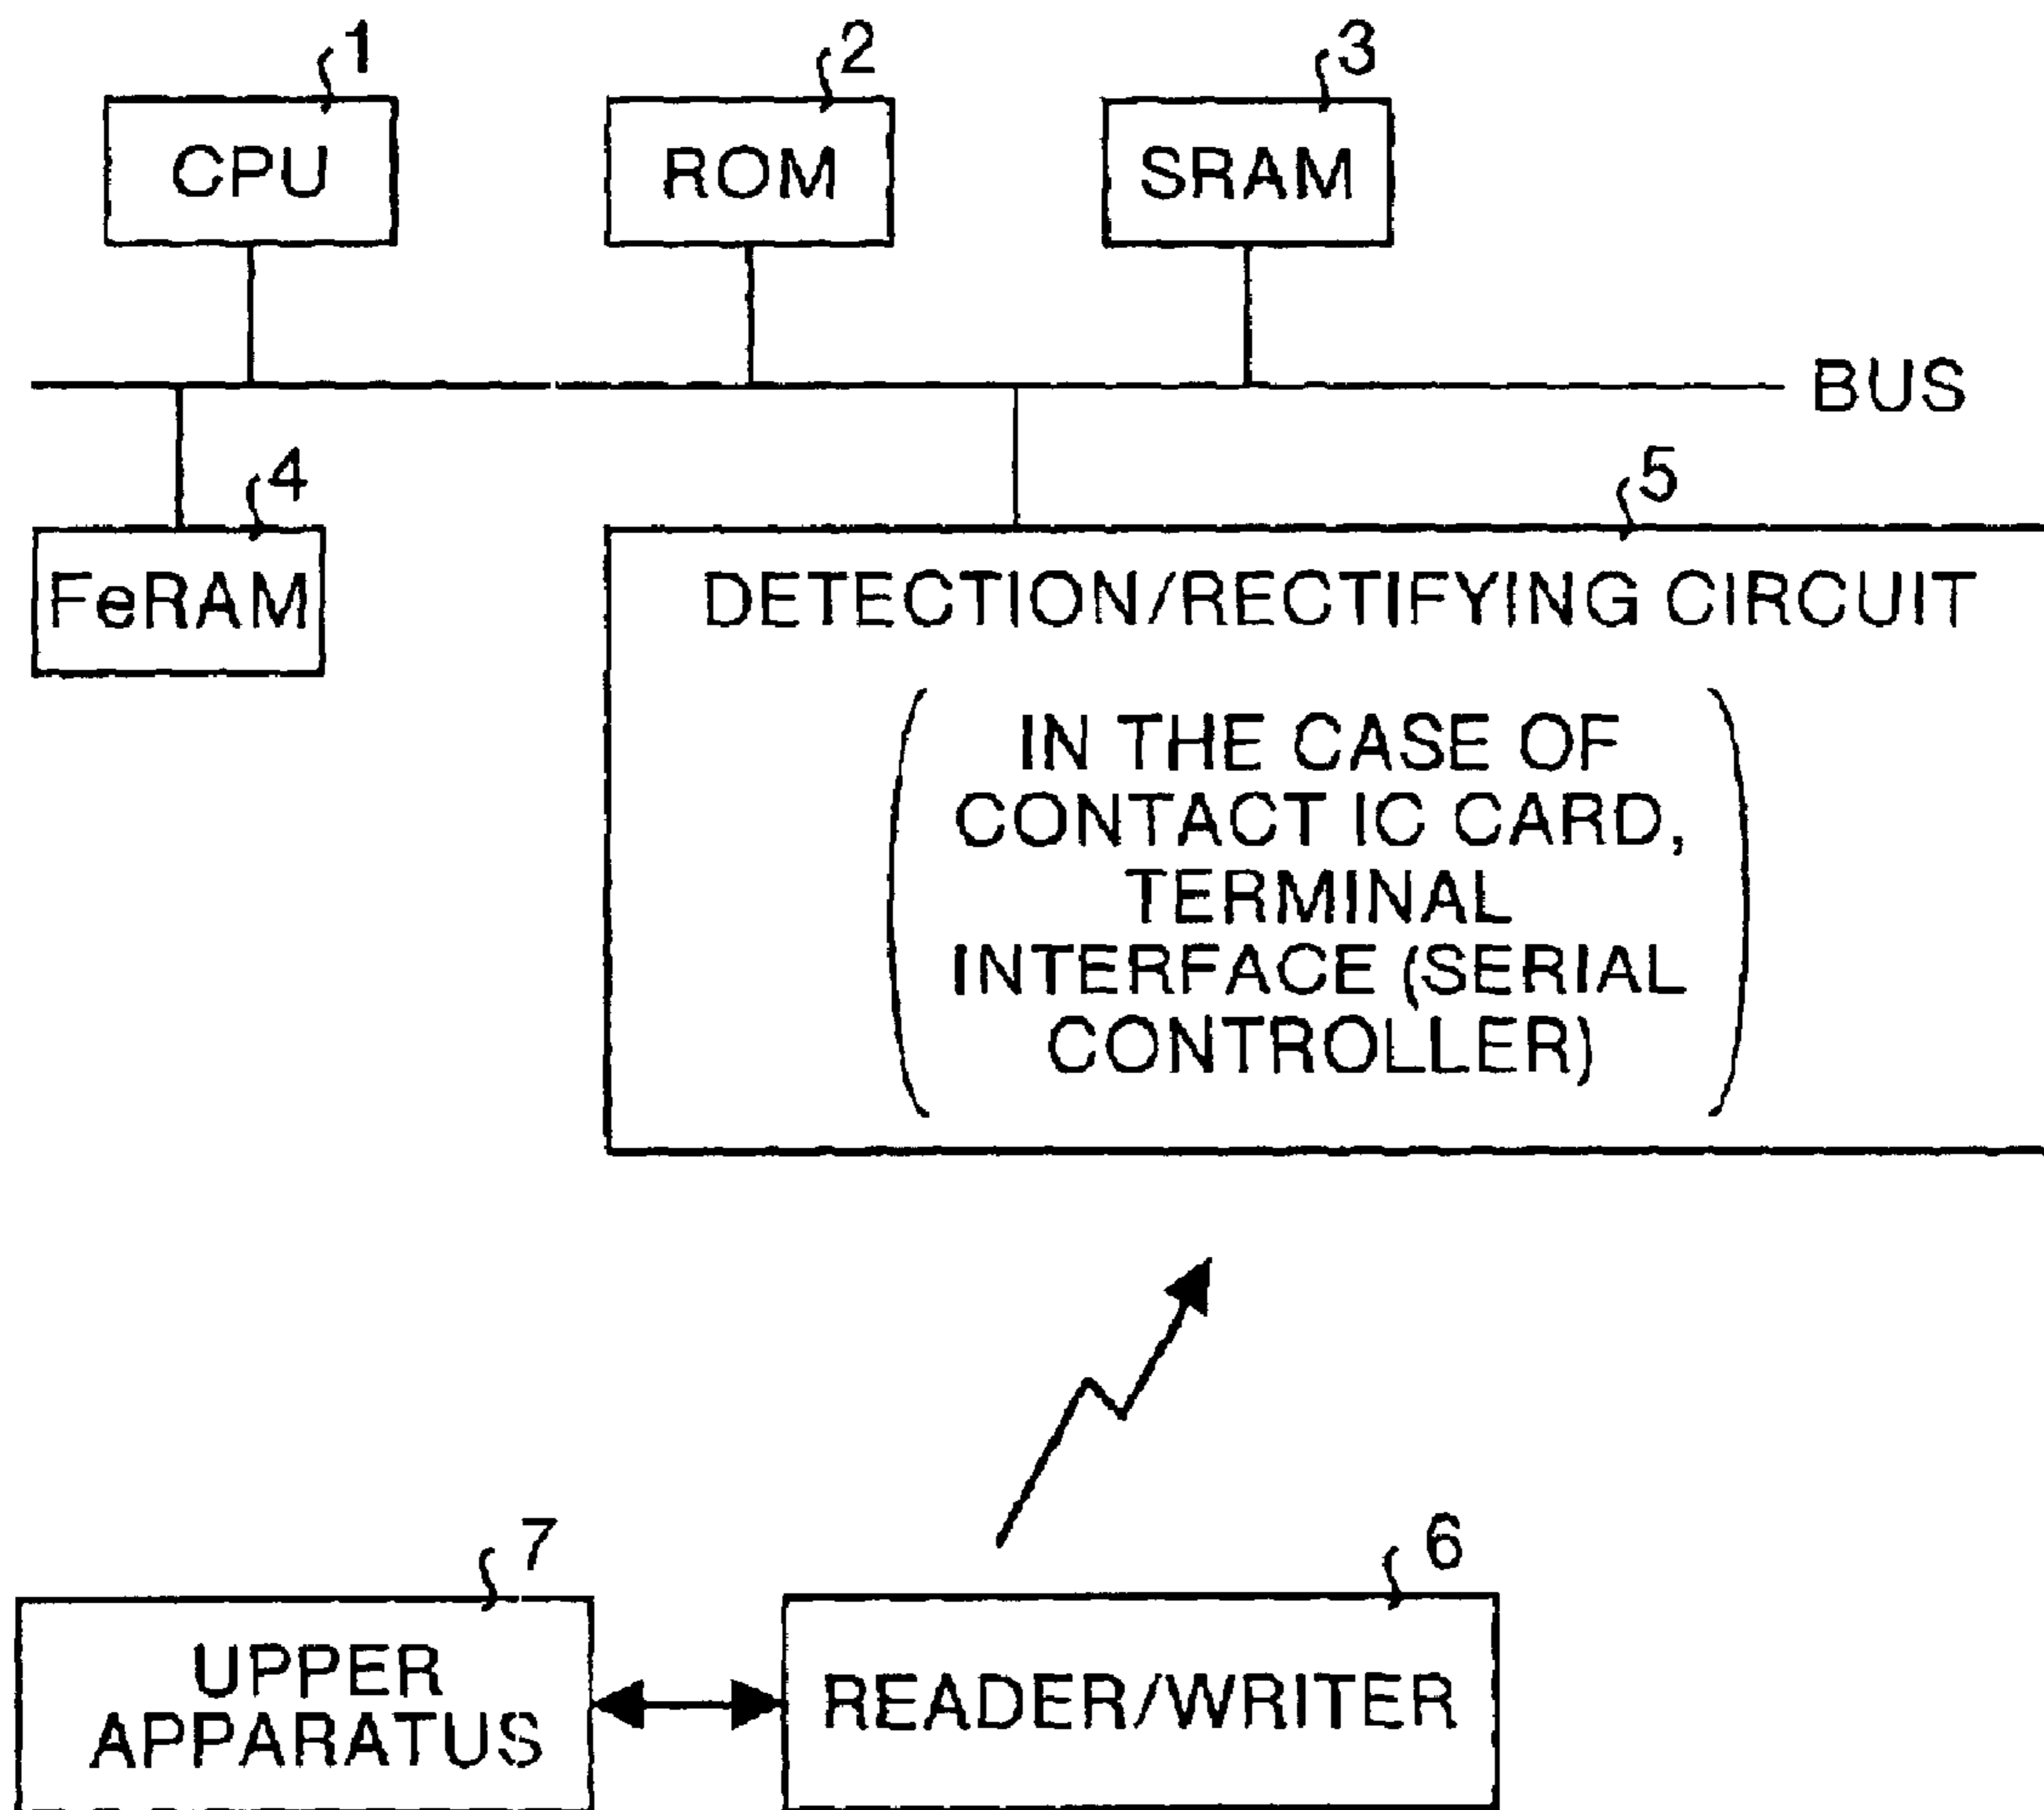 1
2
3
CPU
ROM
SRAM
BUS
4
5
FeRAM
DETECTION/RECTIFYING CIRCUIT
IN THE CASE OF
CONTACT IC CARD,
TERMINAL
INTERFACE (SERIAL
CONTROLLER)
7
6
UPPER
APPARATUS
READER/WRITER